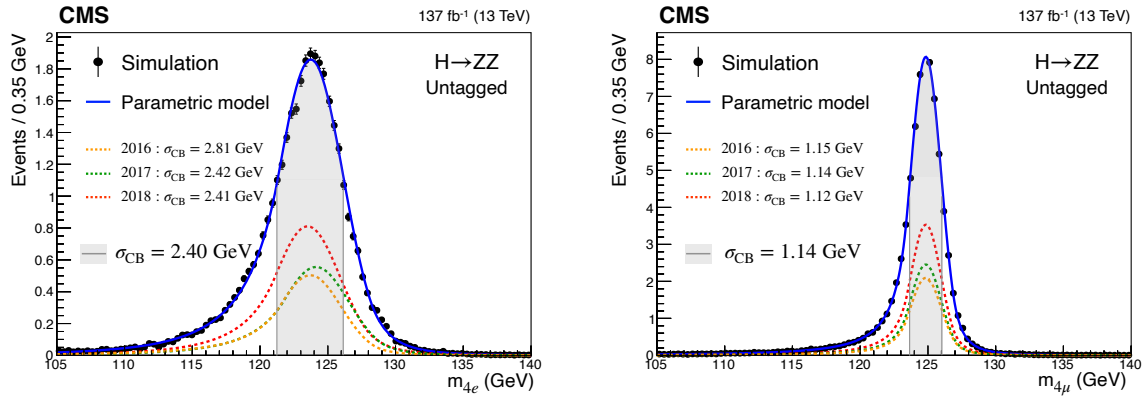 CMS
137 fb-1 (13 TeV)
Events / 0.35 GeV
2
1.8
1.6
1.4
1.2
1
0.8
0.6
0.4
0.2
0
Simulation
Parametric model
2016 : σCB = 2.81 GeV
2017 : σCB = 2.42 GeV
2018 : σCB = 2.41 GeV
σCB = 2.40 GeV
H→ZZ
Untagged
105 110 115 120 125 130 135 140
m4e (GeV)
CMS
137 fb-1 (13 TeV)
Events / 0.35 GeV
8
7
6
5
4
3
2
1
0
Simulation
Parametric model
2016 : σCB = 1.15 GeV
2017 : σCB = 1.14 GeV
2018 : σCB = 1.12 GeV
σCB = 1.14 GeV
H→ZZ
Untagged
105 110 115 120 125 130 135 140
m4μ (GeV)